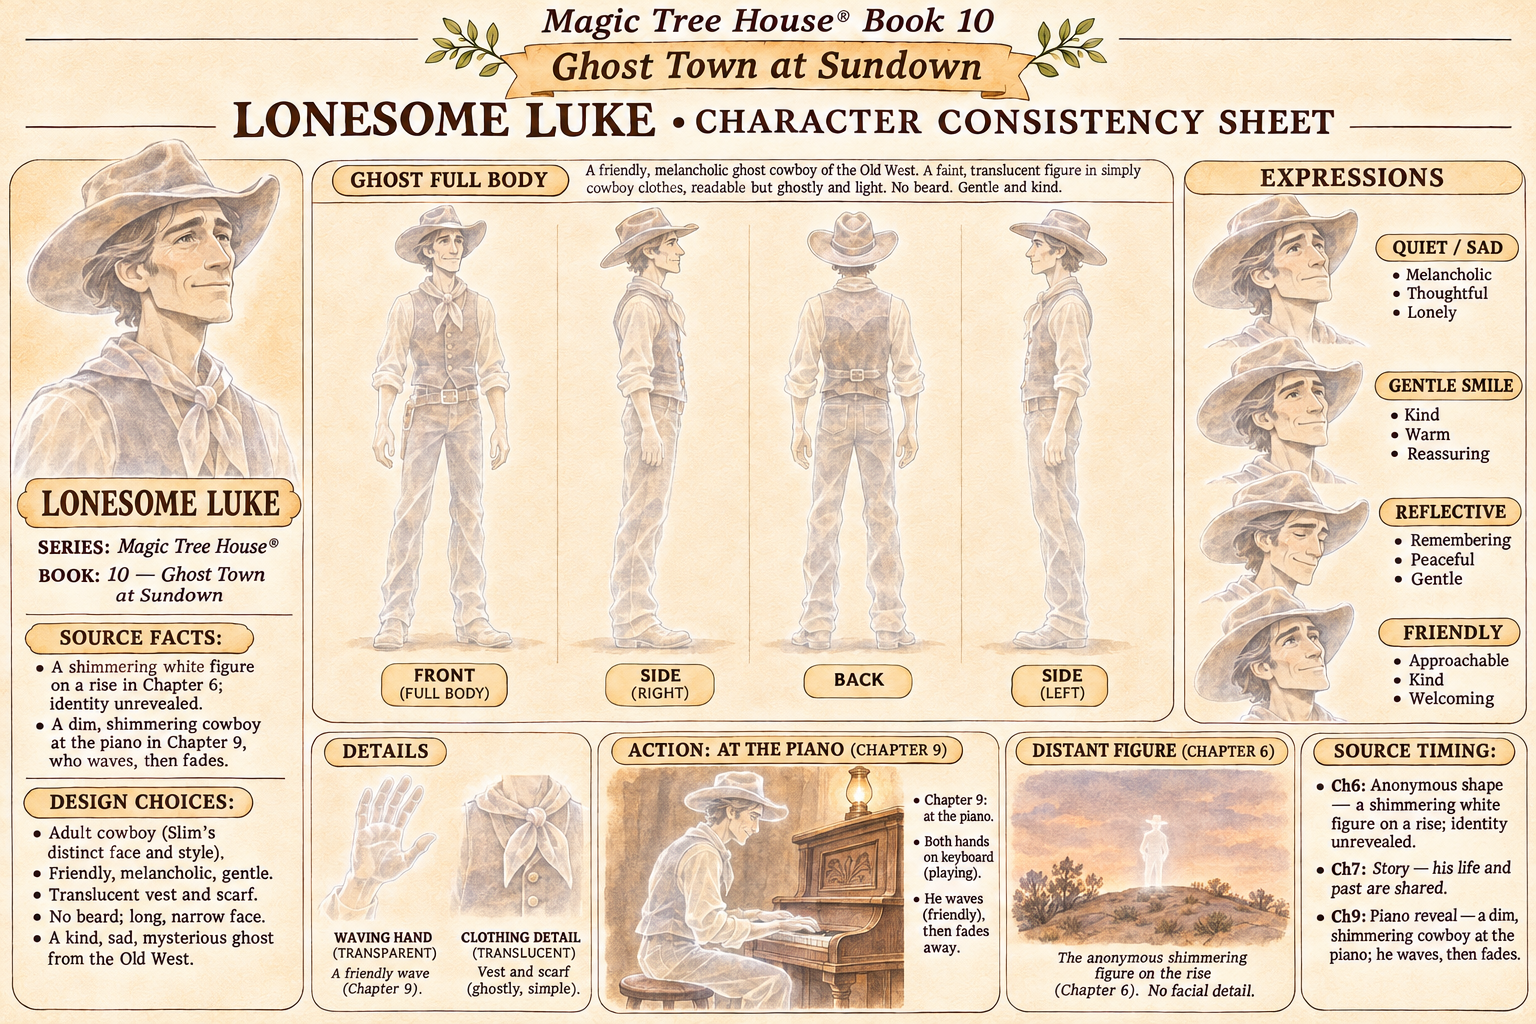 Magic Tree House® Book 10
Ghost Town at Sundown
LONESOME LUKE • CHARACTER CONSISTENCY SHEET
LONESOME LUKE
SERIES: Magic Tree House®
BOOK: 10 — Ghost Town
at Sundown
SOURCE FACTS:
• A shimmering white figure
on a rise in Chapter 6;
identity unrevealed.
• A dim, shimmering cowboy
at the piano in Chapter 9,
who waves, then fades.
DESIGN CHOICES:
• Adult cowboy (Slim's
distinct face and style),
• Friendly, melancholic, gentle.
• Translucent vest and scarf.
• No beard; long, narrow face.
• A kind, sad, mysterious ghost
from the Old West.
GHOST FULL BODY
A friendly, melancholic ghost cowboy of the Old West. A faint, translucent figure in simply
cowboy clothes, readable but ghostly and light. No beard. Gentle and kind.
FRONT
(FULL BODY)
SIDE
(RIGHT)
BACK
SIDE
(LEFT)
EXPRESSIONS
QUIET / SAD
• Melancholic
• Thoughtful
• Lonely
GENTLE SMILE
• Kind
• Warm
• Reassuring
REFLECTIVE
• Remembering
• Peaceful
• Gentle
FRIENDLY
• Approachable
• Kind
• Welcoming
DETAILS
WAVING HAND
(TRANSPARENT)
A friendly wave
(Chapter 9).
CLOTHING DETAIL
(TRANSLUCENT)
Vest and scarf
(ghostly, simple).
ACTION: AT THE PIANO (CHAPTER 9)
• Chapter 9:
at the piano.
• Both hands
on keyboard
(playing).
• He waves
(friendly),
then fades
away.
DISTANT FIGURE (CHAPTER 6)
The anonymous shimmering
figure on the rise
(Chapter 6). No facial detail.
SOURCE TIMING:
• Ch6: Anonymous shape
— a shimmering white
figure on a rise; identity
unrevealed.
• Ch7: Story — his life and
past are shared.
• Ch9: Piano reveal — a dim,
shimmering cowboy at the
piano; he waves, then fades.